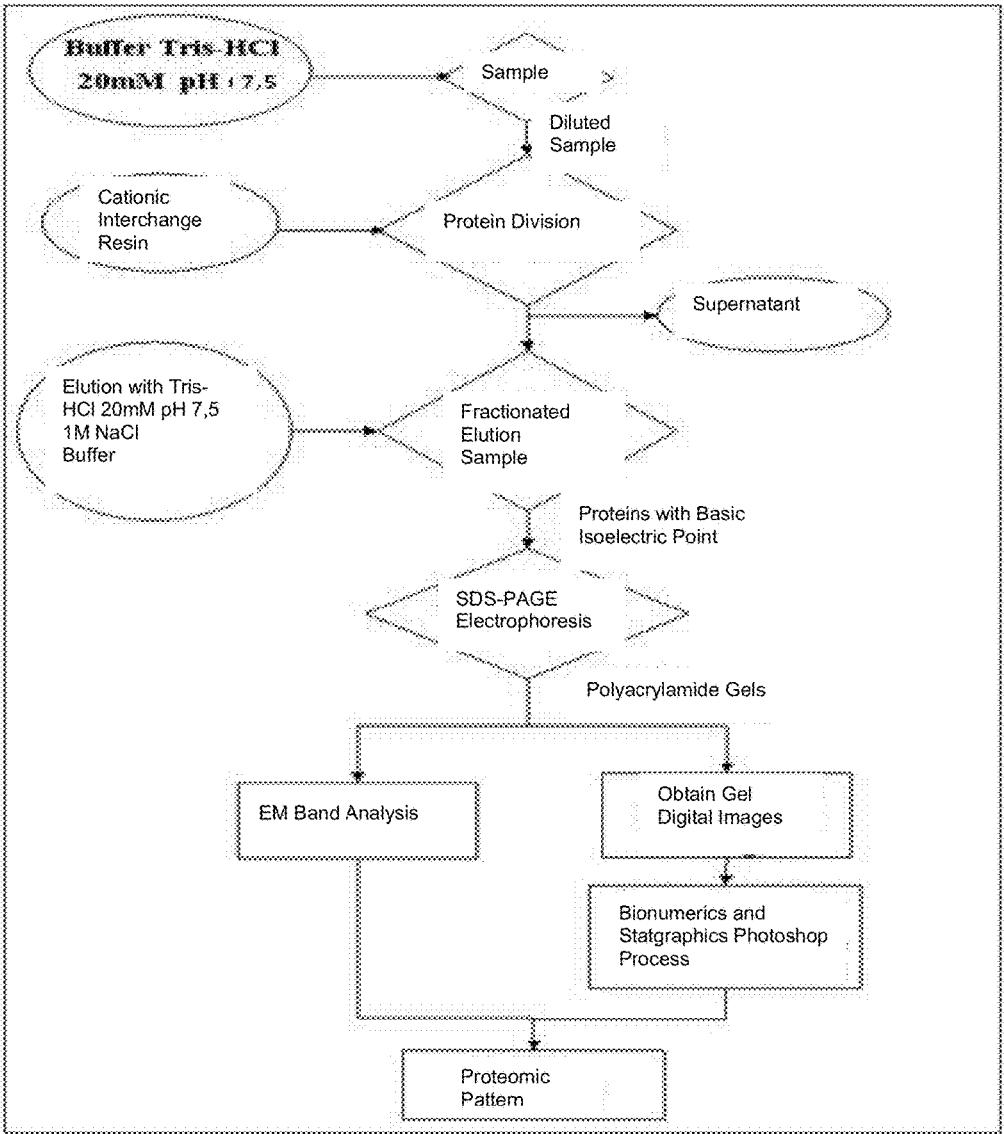 Buffer Tris-HCl
20mM pH : 7,5
Sample
Diluted
Sample
Cationic
Interchange
Resin
Protein Division
Supernatant
Elution with Tris-
HCl 20mM pH 7,5
1M NaCl
Buffer
Fractionated
Elution
Sample
Proteins with Basic
Isoelectric Point
SDS-PAGE
Electrophoresis
Polyacrylamide Gels
EM Band Analysis
Obtain Gel
Digital Images
Bionumerics and
Statgraphics Photoshop
Process
Proteomic
Pattern